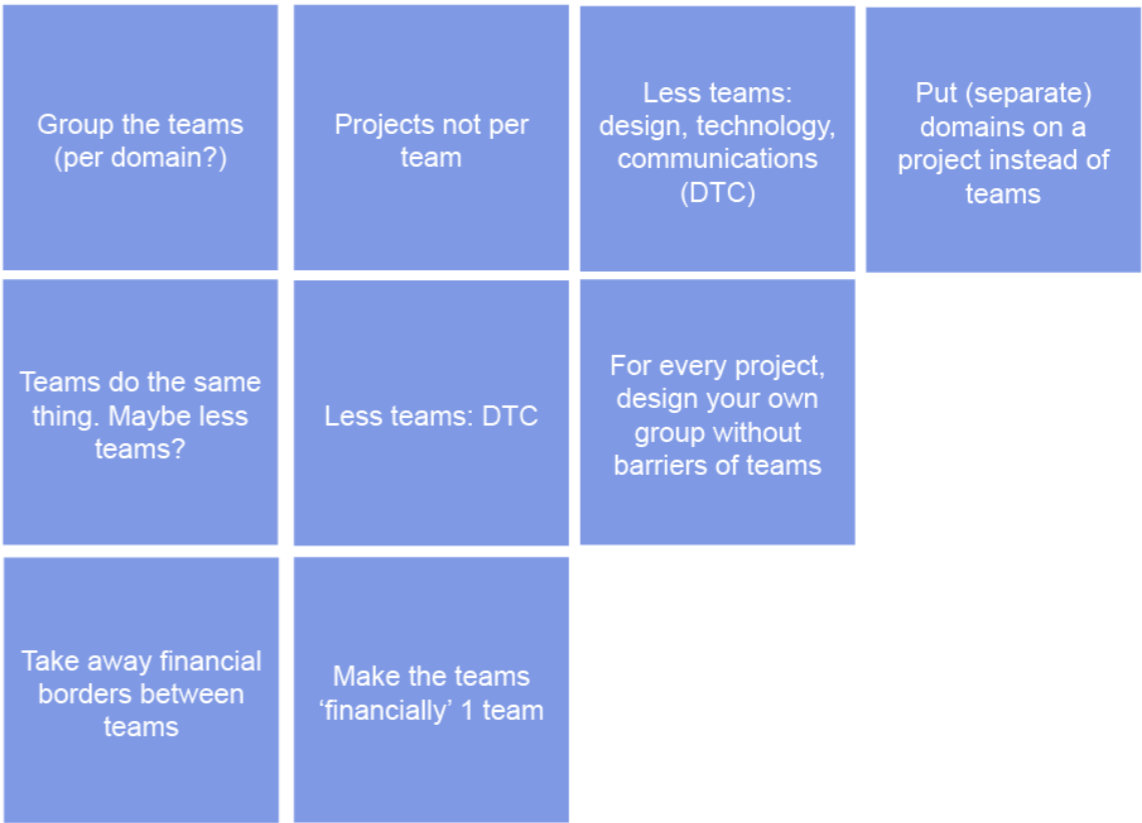 Group the teams
(per domain?)
Projects not per
team
Less teams:
design, technology,
communications
(DTC)
Put (separate)
domains on a
project instead of
teams
Teams do the same
thing. Maybe less
teams?
Less teams: DTC
For every project,
design your own
group without
barriers of teams
Take away financial
borders between
teams
Make the teams
‘financially’ 1 team